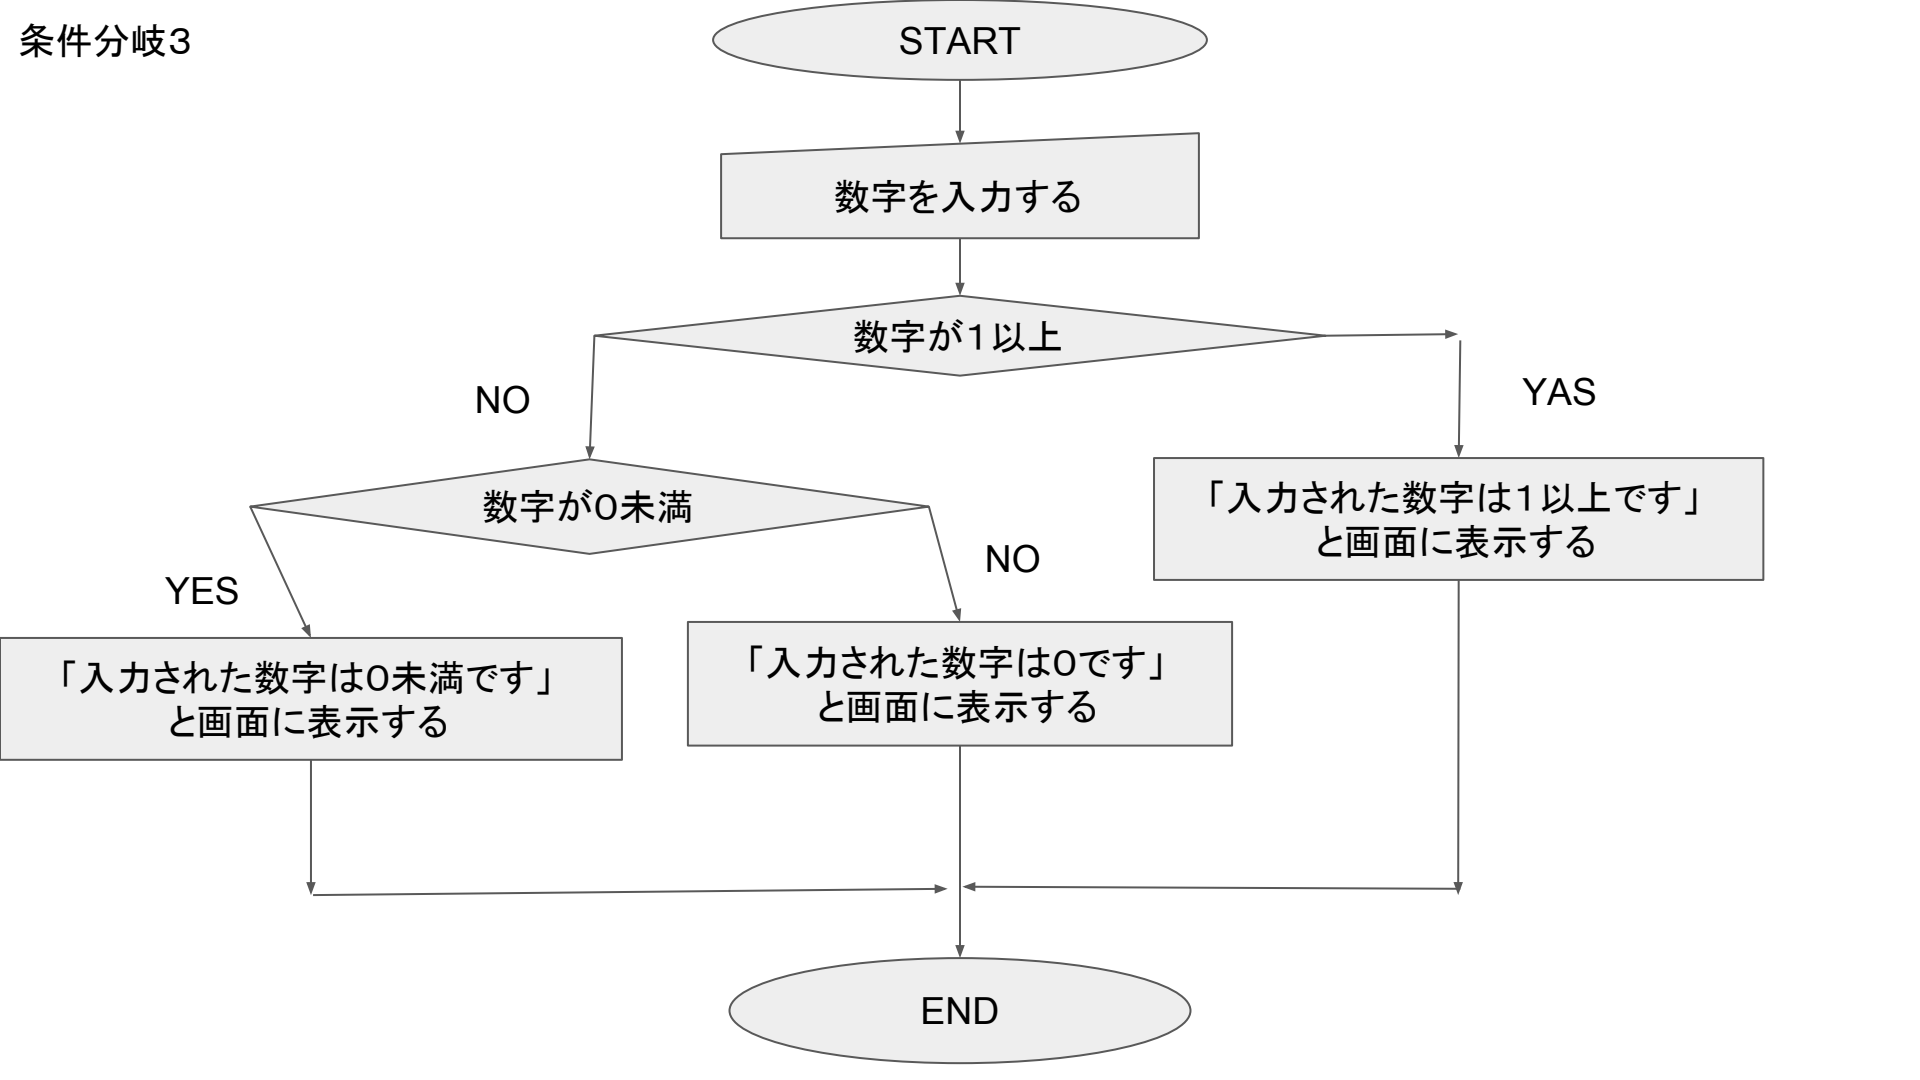 条件分岐３
START
数字を入力する
数字が１以上
NO
YAS
数字が０未満
「入力された数字は１以上です」
と画面に表示する
NO
YES
「入力された数字は０未満です」
と画面に表示する
「入力された数字は０です」
と画面に表示する
END